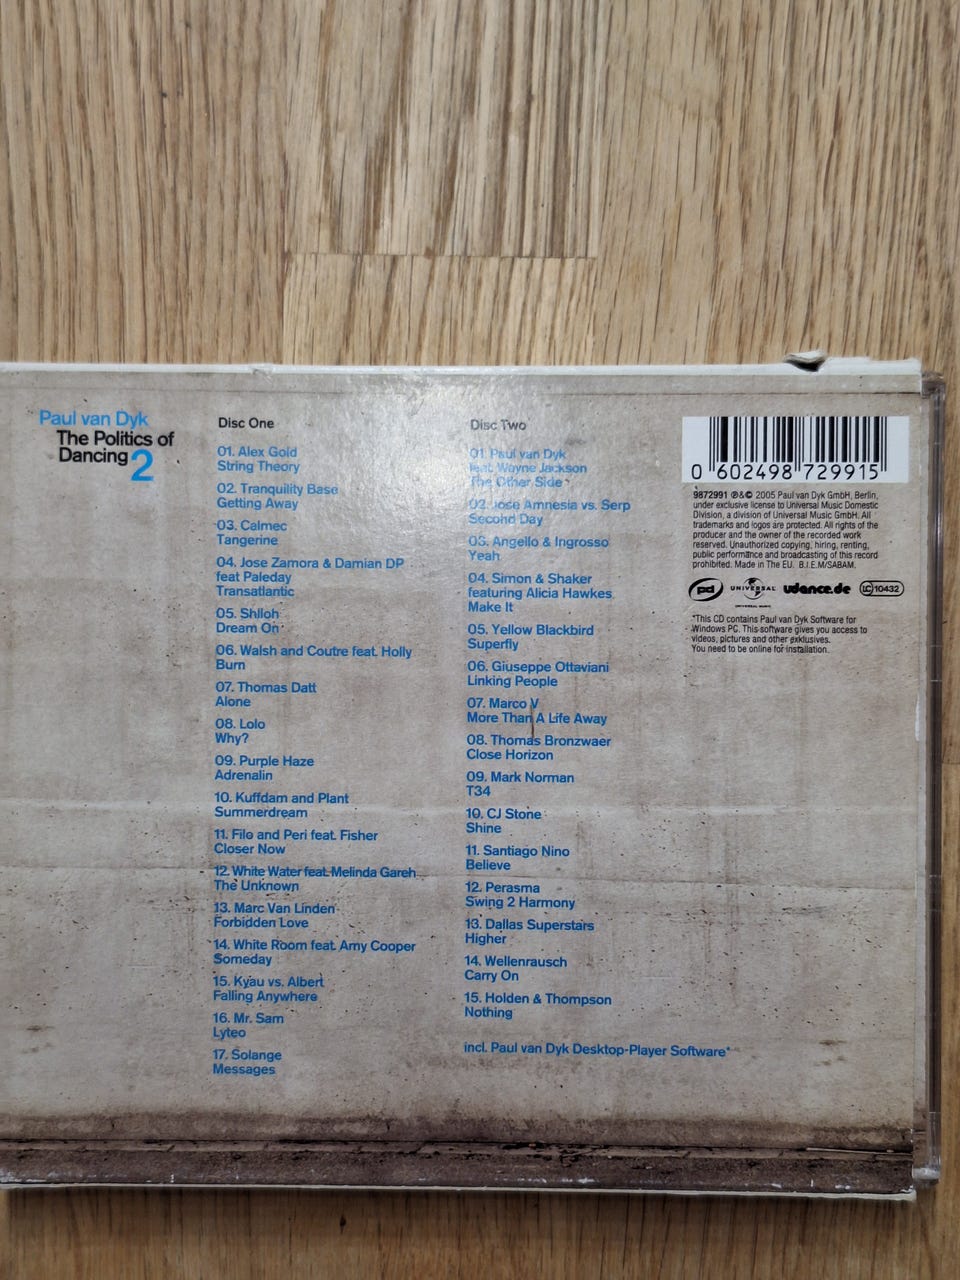 Paul van Dyk
The Politics of
Dancing 2
Disc One
01. Alex Gold
String Theory
02. Tranquility Base
Getting Away
03. Calmec
Tangerine
04. Jose Zamora & Damian DP
feat Paleday
Transatlantic
05. Shiloh
Dream On
06. Walsh and Coutre feat. Holly
Burn
07. Thomas Datt
Alone
08. Lolo
Why?
09. Purple Haze
Adrenalin
10. Kuffdam and Plant
Summerdream
11. Filo and Peri feat. Fisher
Closer Now
12. White Water feat. Melinda Gareh
The Unknown
13. Marc Van Linden
Forbidden Love
14. White Room feat. Amy Cooper
Someday
15. Kyau vs. Albert
Falling Anywhere
16. Mr. Sam
Lyteo
17. Solange
Messages
Disc Two
01. Paul van Dyk
feat. Wayne Jackson
The Other Side
02. Jose Amnesia vs. Serp
Second Day
03. Angello & Ingrosso
Yeah
04. Simon & Shaker
featuring Alicia Hawkes
Make It
05. Yellow Blackbird
Superfly
06. Giuseppe Ottaviani
Linking People
07. Marco V
More Than A Life Away
08. Thomas Bronzwaer
Close Horizon
09. Mark Norman
T34
10. CJ Stone
Shine
11. Santiago Nino
Believe
12. Perasma
Swing 2 Harmony
13. Dallas Superstars
Higher
14. Wellenrausch
Carry On
15. Holden & Thompson
Nothing
incl. Paul van Dyk Desktop-Player Software*
0 602498 729915
9872991 ℗&© 2005 Paul van Dyk GmbH, Berlin,
under exclusive license to Universal Music Domestic
Division, a division of Universal Music GmbH. All
trademarks and logos are protected. All rights of the
producer and the owner of the recorded work
reserved. Unauthorized copying, hiring, renting,
public performance and broadcasting of this record
prohibited. Made in The EU. B.I.E.M/SABAM.
pd UNIVERSAL udance.de LC 10432
UNIVERSAL MUSIC
*This CD contains Paul van Dyk Software for
Windows PC. This software gives you access to
videos, pictures and other exklusives.
You need to be online for installation.